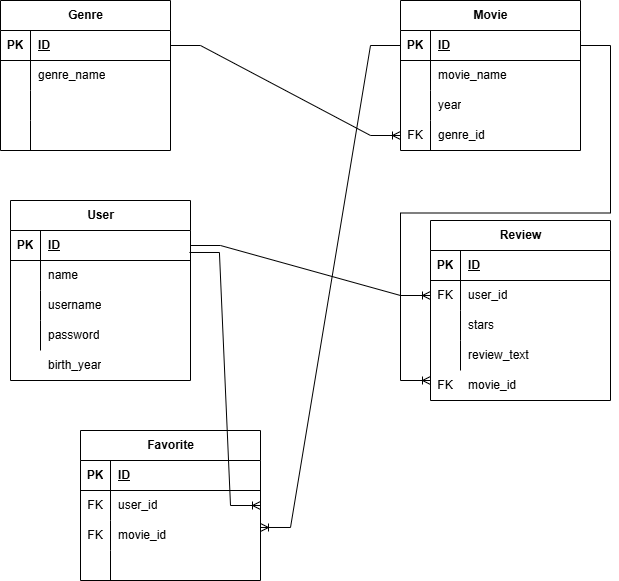 Genre
PK ID
genre_name
Movie
PK ID
movie_name
year
FK genre_id
User
PK ID
name
username
password
birth_year
Review
PK ID
FK user_id
stars
review_text
FK movie_id
Favorite
PK ID
FK user_id
FK movie_id